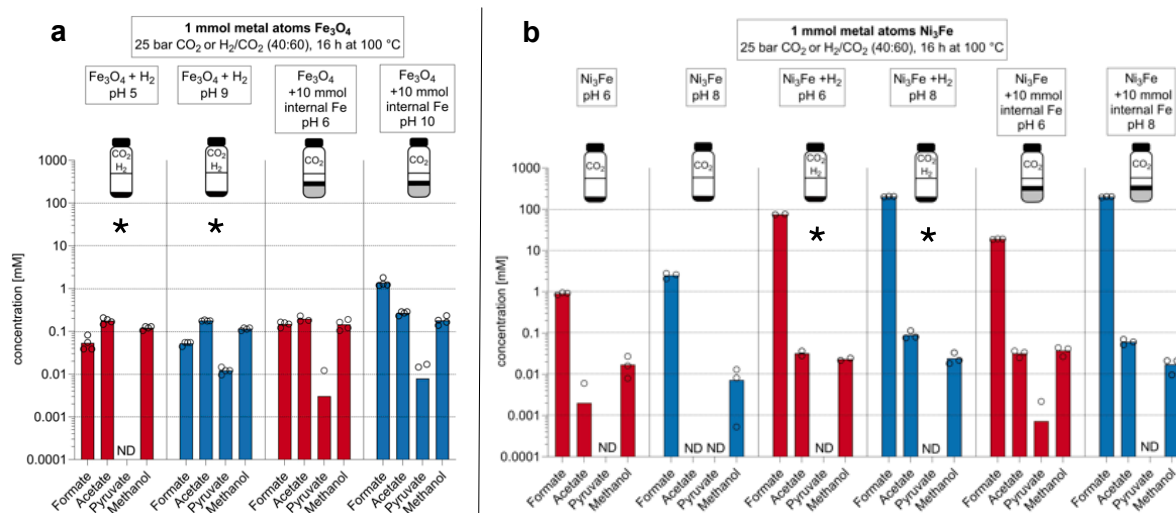 a
1 mmol metal atoms Fe₃O₄
25 bar CO₂ or H₂/CO₂ (40:60), 16 h at 100 °C
Fe₃O₄ + H₂
pH 5
Fe₃O₄ + H₂
pH 9
Fe₃O₄
+10 mmol
internal Fe
pH 6
Fe₃O₄
+10 mmol
internal Fe
pH 10
CO₂
H₂
CO₂
H₂
CO₂
CO₂
*
*
concentration [mM]
1000
100
10
1
0.1
0.01
0.001
0.0001
ND
Formate
Acetate
Pyruvate
Methanol
Formate
Acetate
Pyruvate
Methanol
Formate
Acetate
Pyruvate
Methanol
Formate
Acetate
Pyruvate
Methanol
b
1 mmol metal atoms Ni₃Fe
25 bar CO₂ or H₂/CO₂ (40:60), 16 h at 100 °C
Ni₃Fe
pH 6
Ni₃Fe
pH 8
Ni₃Fe +H₂
pH 6
Ni₃Fe +H₂
pH 8
Ni₃Fe
+10 mmol
internal Fe
pH 6
Ni₃Fe
+10 mmol
internal Fe
pH 8
CO₂
CO₂
CO₂
H₂
CO₂
H₂
CO₂
CO₂
*
*
concentration [mM]
1000
100
10
1
0.1
0.01
0.001
0.0001
ND
ND
ND
ND
ND
ND
Formate
Acetate
Pyruvate
Methanol
Formate
Acetate
Pyruvate
Methanol
Formate
Acetate
Pyruvate
Methanol
Formate
Acetate
Pyruvate
Methanol
Formate
Acetate
Pyruvate
Methanol
Formate
Acetate
Pyruvate
Methanol